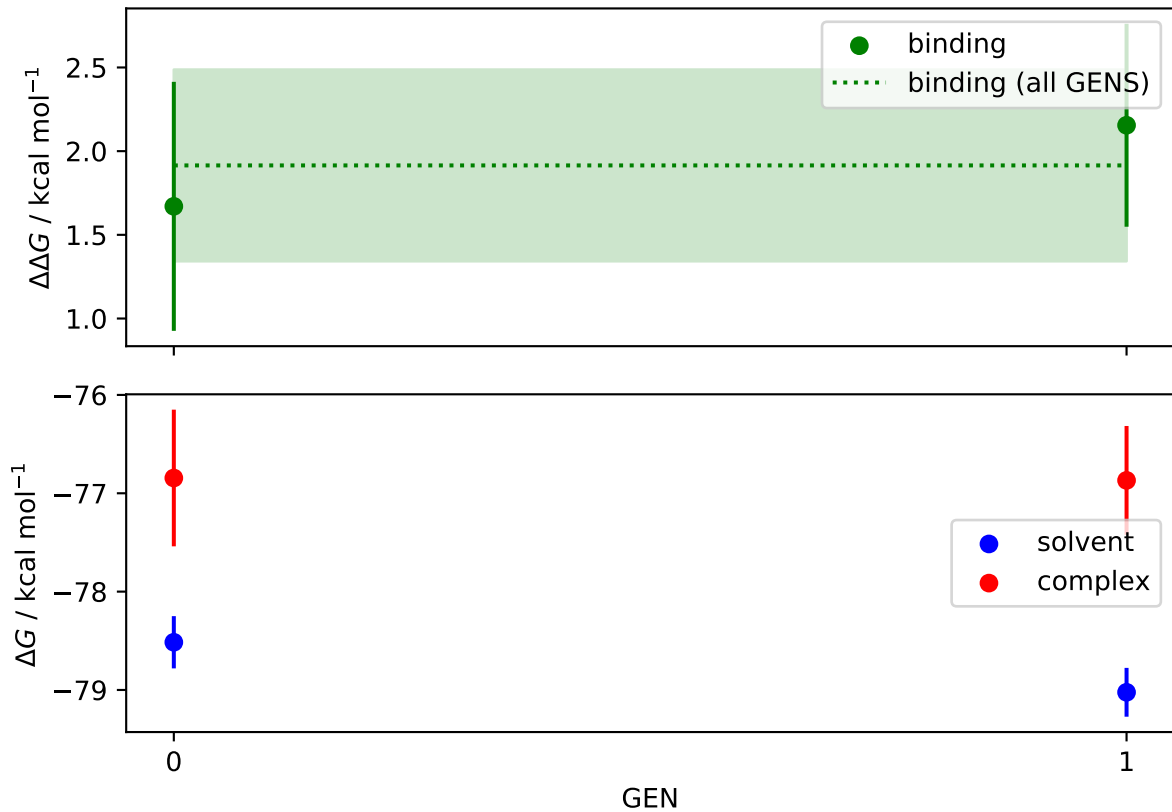 binding
binding (all GENS)
2.5
2.0
1.5
1.0
ΔΔG / kcal mol⁻¹
−76
−77
−78
−79
ΔG / kcal mol⁻¹
solvent
complex
0
1
GEN